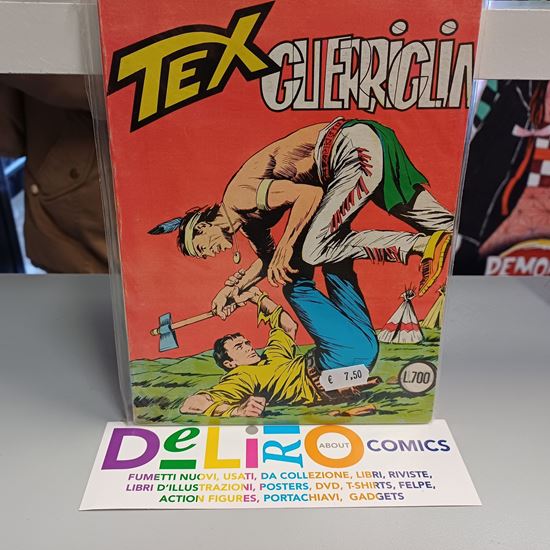 TEX
GUERRIGLIA
€ 7,50
L.700
DELIRIO ABOUT COMICS
FUMETTI NUOVI, USATI, DA COLLEZIONE, LIBRI, RIVISTE,
LIBRI D'ILLUSTRAZIONI, POSTERS, DVD, T-SHIRTS, FELPE,
ACTION FIGURES, PORTACHIAVI, GADGETS